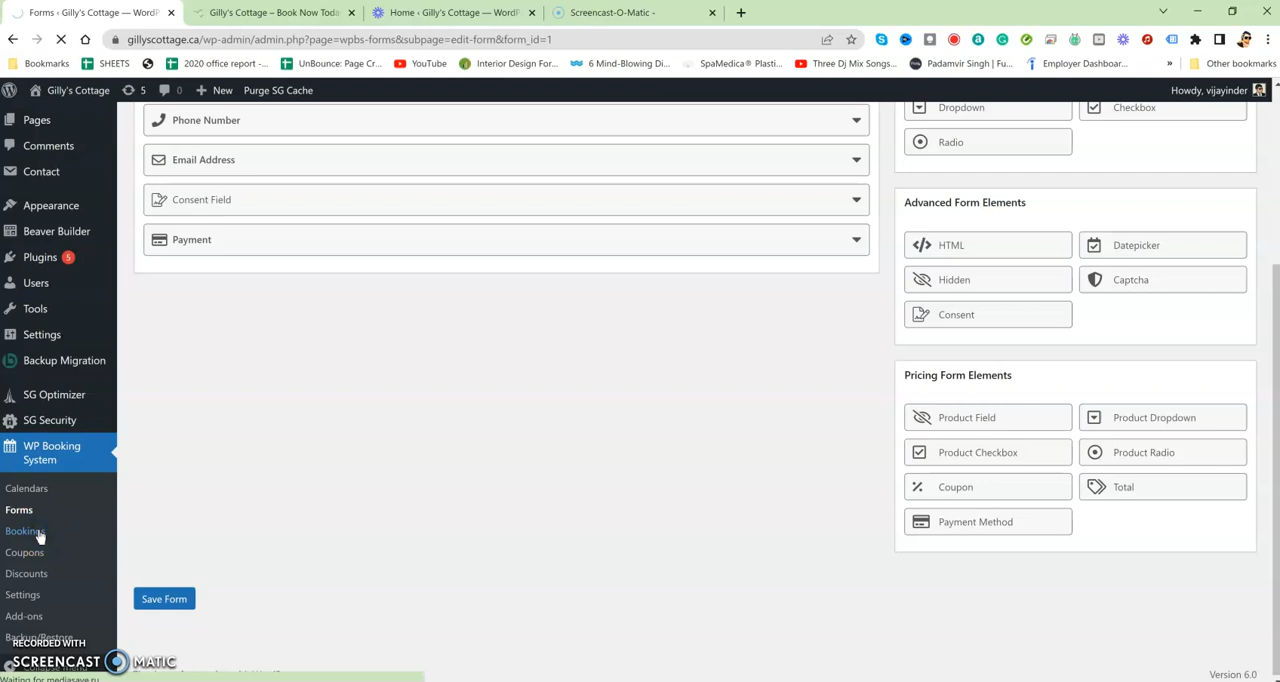 Forms ‹ Gilly's Cottage — WordP
Gilly's Cottage – Book Now Toda
Home ‹ Gilly's Cottage — WordP
Screencast-O-Matic -
gillyscottage.ca/wp-admin/admin.php?page=wpbs-forms&subpage=edit-form&form_id=1
Bookmarks
SHEETS
2020 office report -...
UnBounce: Page Cr...
YouTube
Interior Design For...
6 Mind-Blowing Di...
SpaMedica® Plasti...
Three Dj Mix Songs...
Padamvir Singh | Fu...
Employer Dashboar...
»
Other bookmarks
Gilly's Cottage
5
0
New
Purge SG Cache
Howdy, vijayinder
Pages
Comments
Contact
Appearance
Beaver Builder
Plugins 5
Users
Tools
Settings
Backup Migration
SG Optimizer
SG Security
WP Booking
System
Calendars
Forms
Bookings
Coupons
Discounts
Settings
Add-ons
Backup/Restore
Phone Number
Email Address
Consent Field
Payment
Save Form
Dropdown
Checkbox
Radio
Advanced Form Elements
HTML
Datepicker
Hidden
Captcha
Consent
Pricing Form Elements
Product Field
Product Dropdown
Product Checkbox
Product Radio
Coupon
Total
Payment Method
RECORDED WITH
SCREENCAST MATIC
Waiting for mediasave.ru
Version 6.0